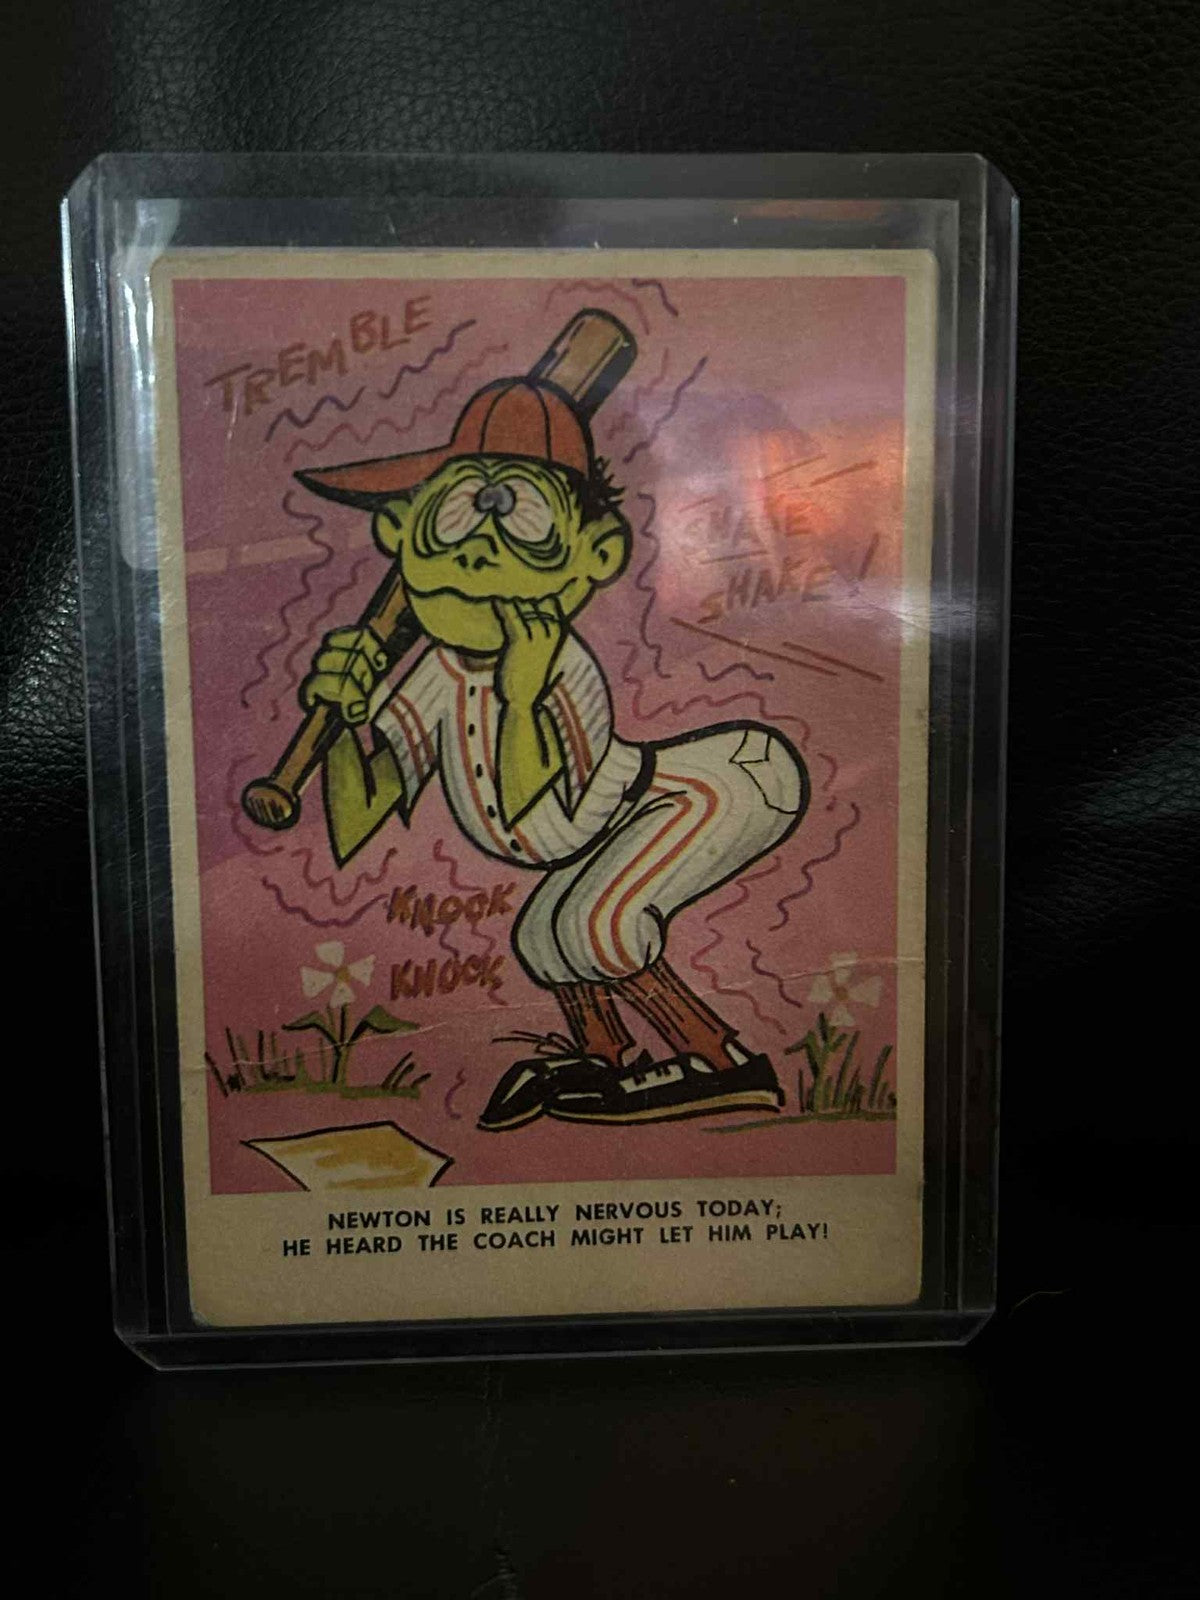 TREMBLE
SHAKE
SHAKE!
KNOCK
KNOCK
NEWTON IS REALLY NERVOUS TODAY;
HE HEARD THE COACH MIGHT LET HIM PLAY!